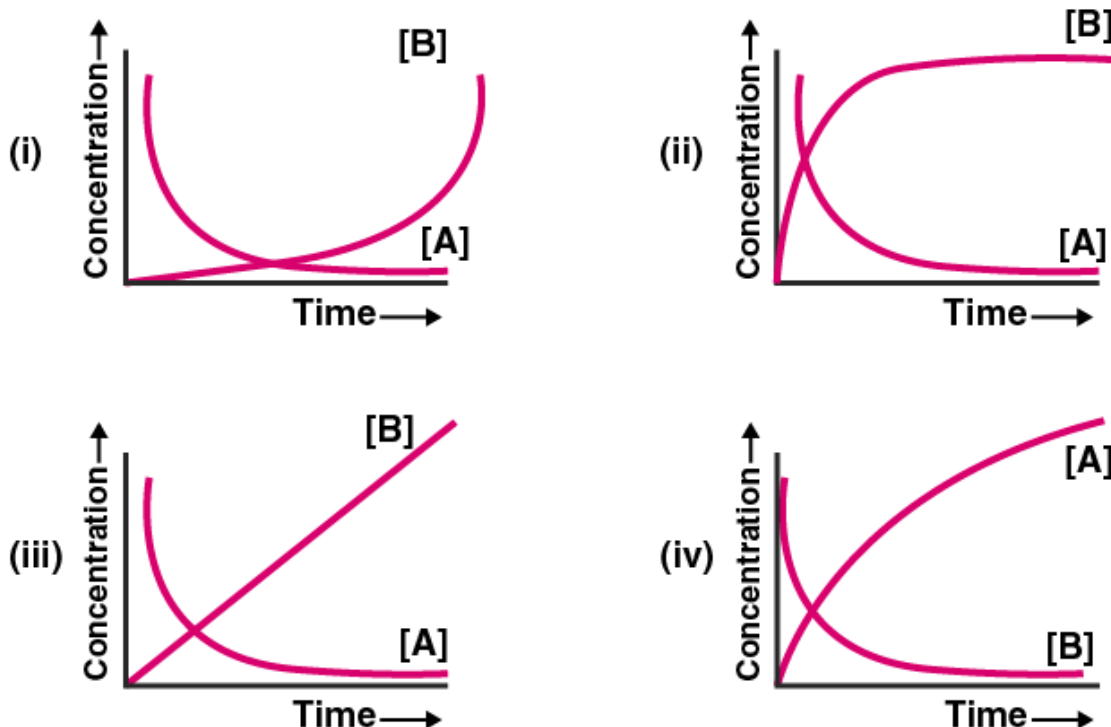 (i)
Concentration
[B]
[A]
Time
(ii)
Concentration
[B]
[A]
Time
(iii)
Concentration
[B]
[A]
Time
(iv)
Concentration
[A]
[B]
Time